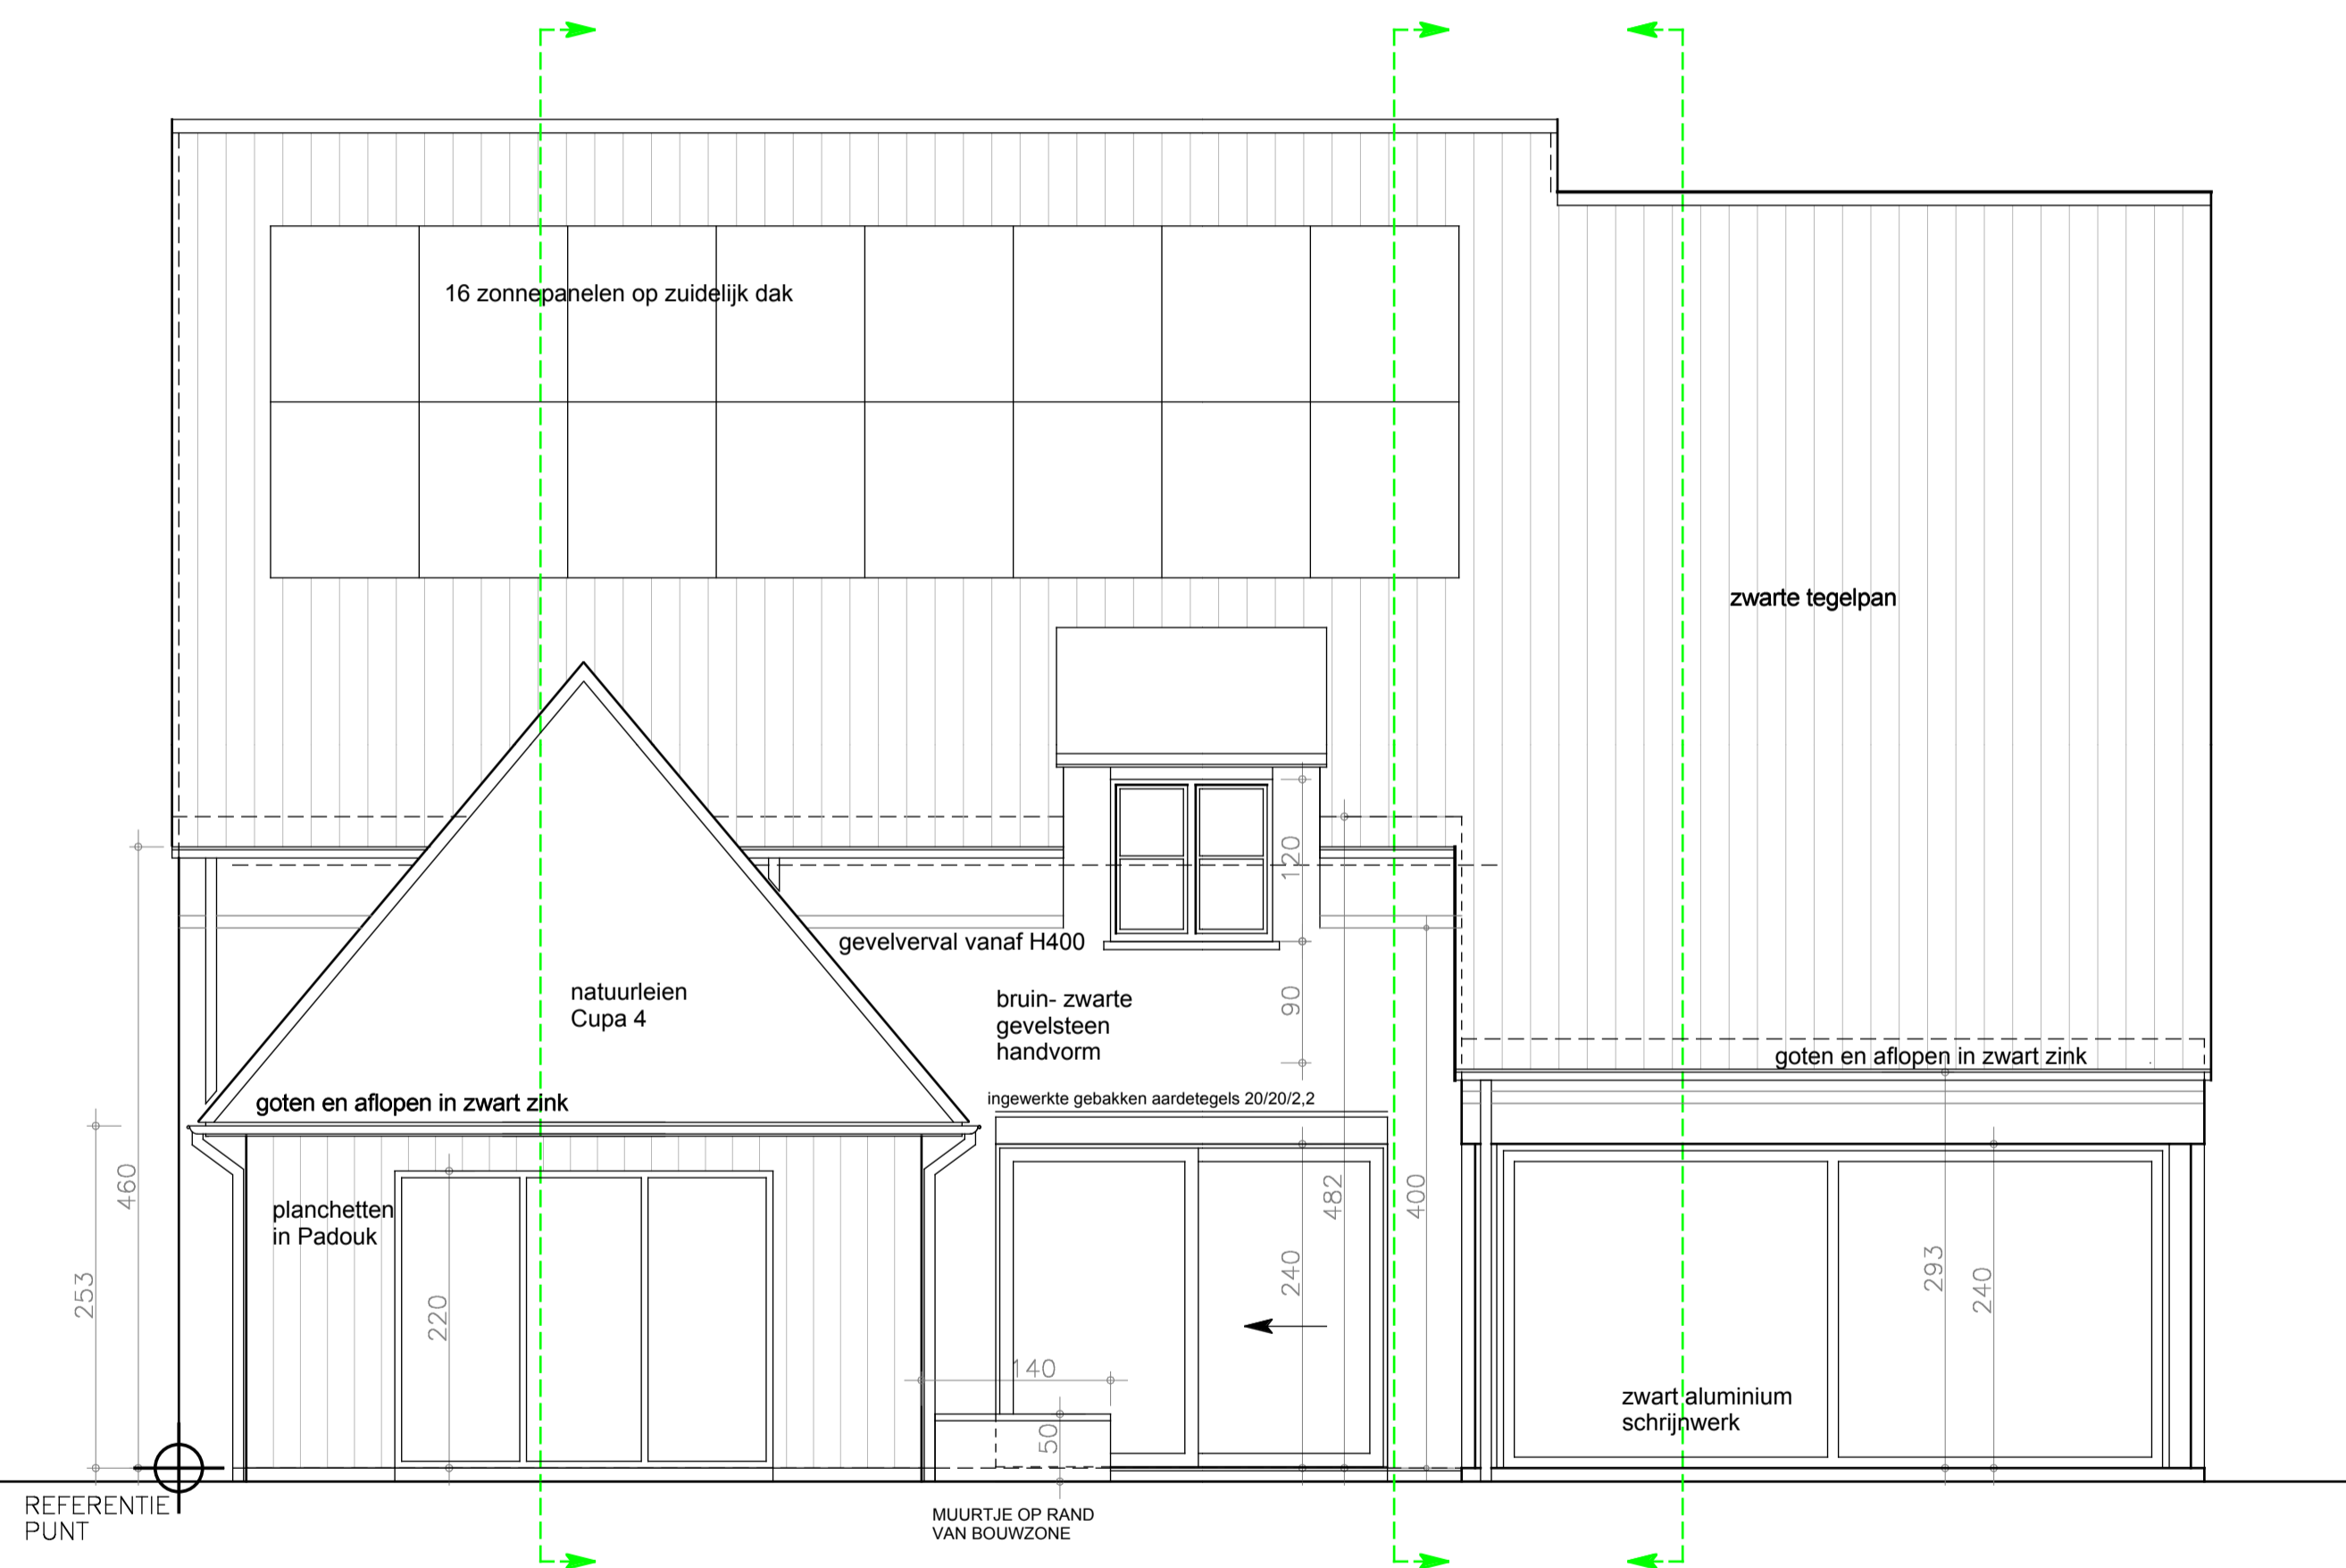 16 zonnepanelen op zuidelijk dak
zwarte tegelpan
120
gevelverval vanaf H400
natuurleien
Cupa 4
bruin- zwarte
gevelsteen
handvorm
90
goten en aflopen in zwart zink
goten en aflopen in zwart zink
ingewerkte gebakken aardetegels 20/20/2,2
460
482
400
planchetten
in Padouk
253
220
240
293
240
140
50
zwart aluminium
schrijnwerk
REFERENTIE
PUNT
MUURTJE OP RAND
VAN BOUWZONE